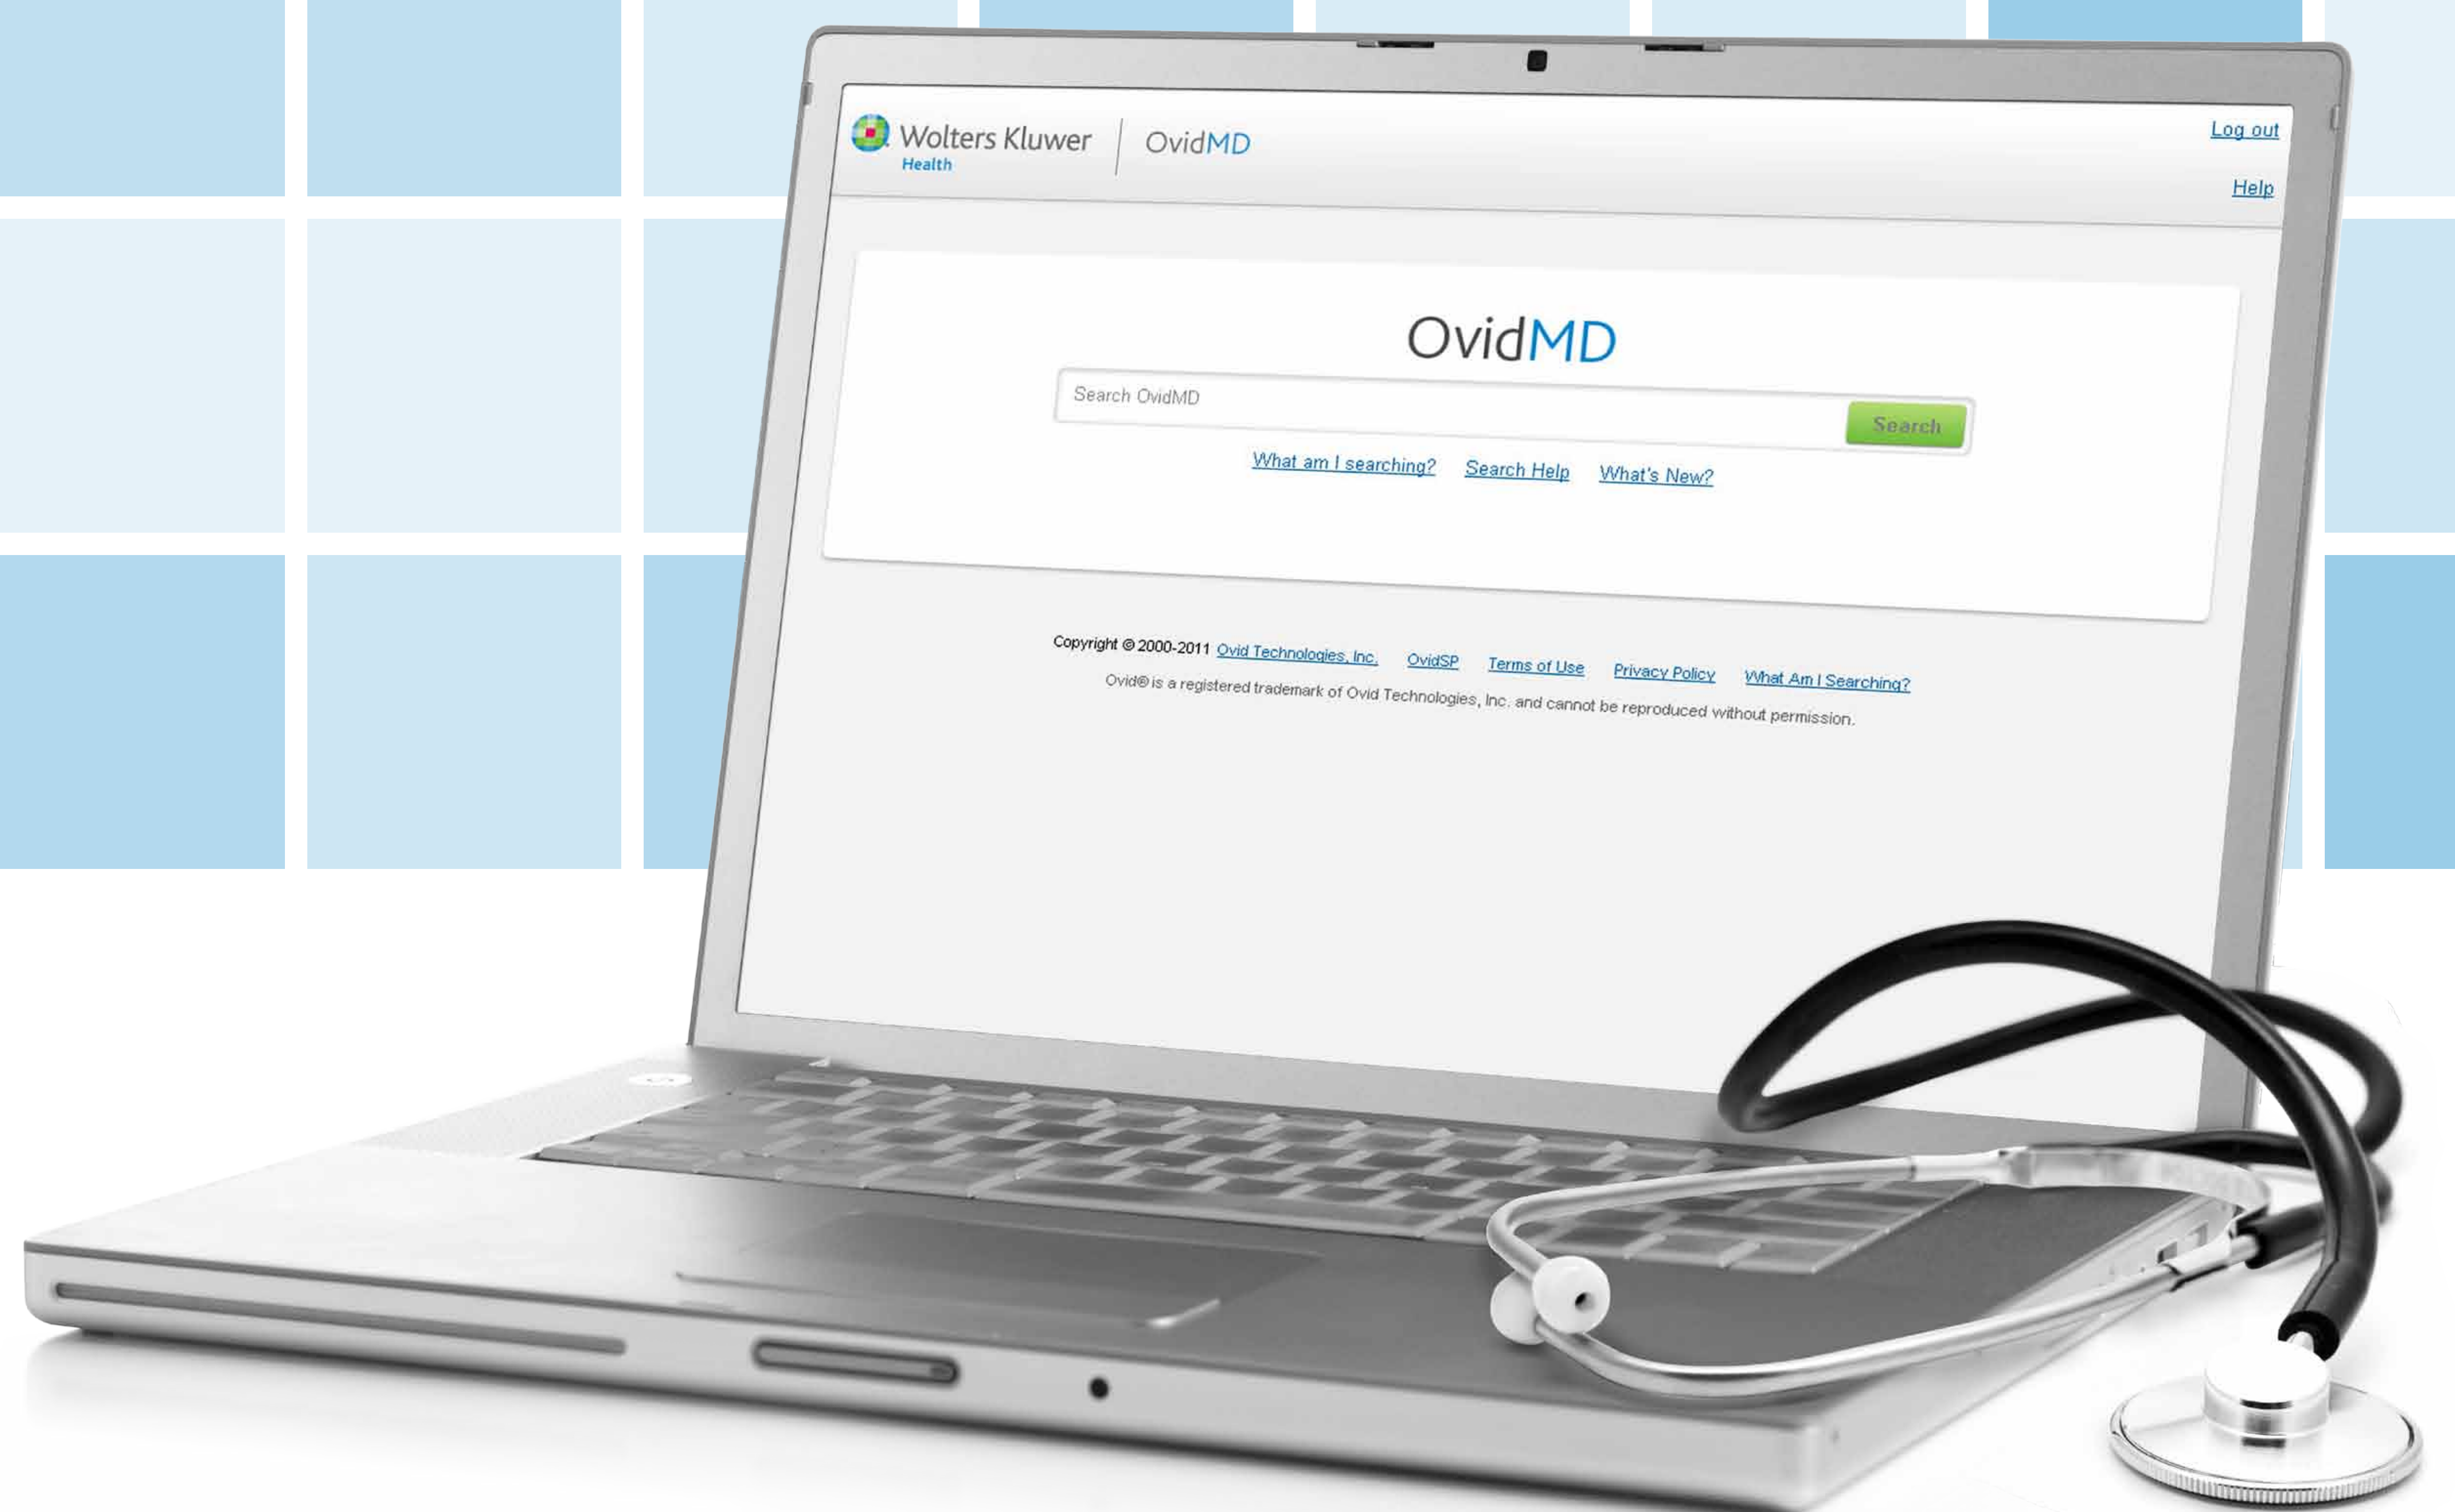 Wolters Kluwer
Health
OvidMD
Log out
Help
OvidMD
Search OvidMD
Search
What am I searching? Search Help What's New?
Copyright © 2000-2011 Ovid Technologies, Inc. OvidSP Terms of Use Privacy Policy What Am I Searching?
Ovid® is a registered trademark of Ovid Technologies, Inc. and cannot be reproduced without permission.